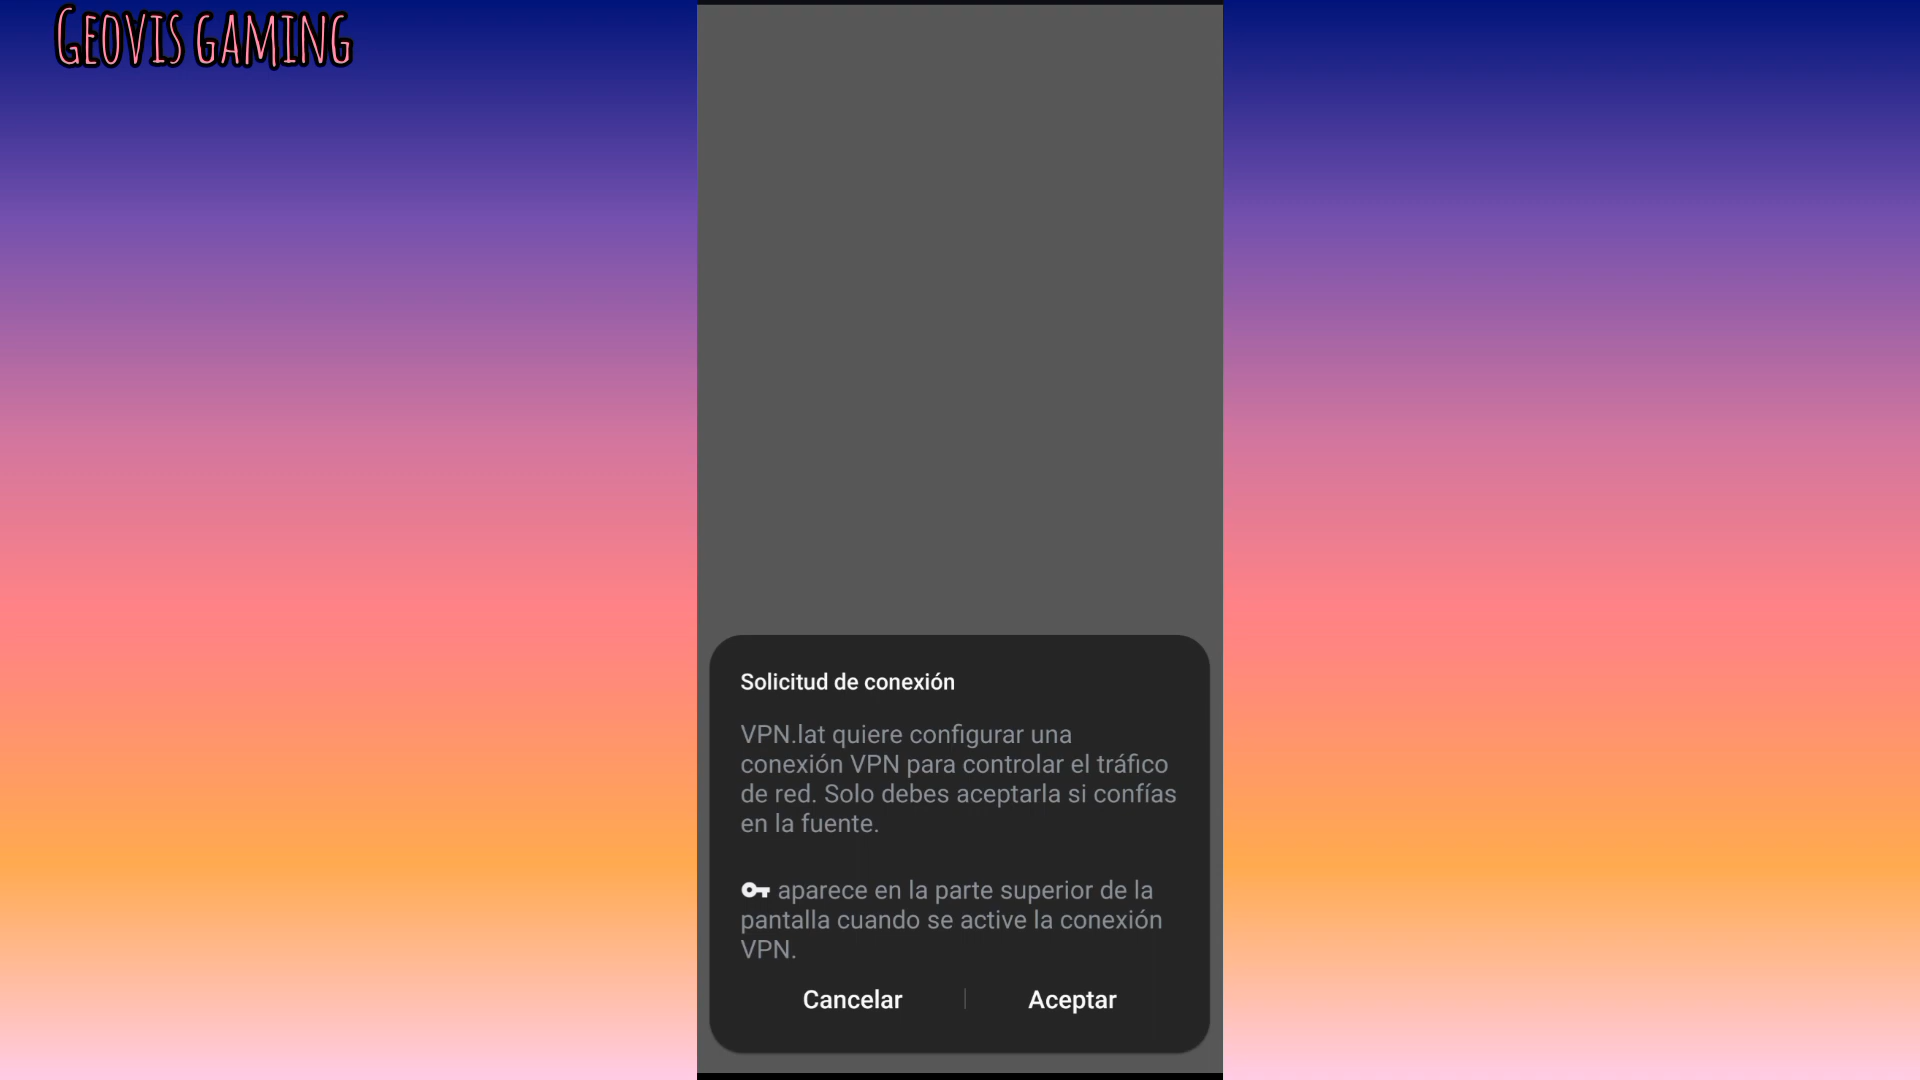 Geovis gaming
Solicitud de conexión
VPN.lat quiere configurar una
conexión VPN para controlar el tráfico
de red. Solo debes aceptarla si confías
en la fuente.
aparece en la parte superior de la
pantalla cuando se active la conexión
VPN.
Cancelar
Aceptar